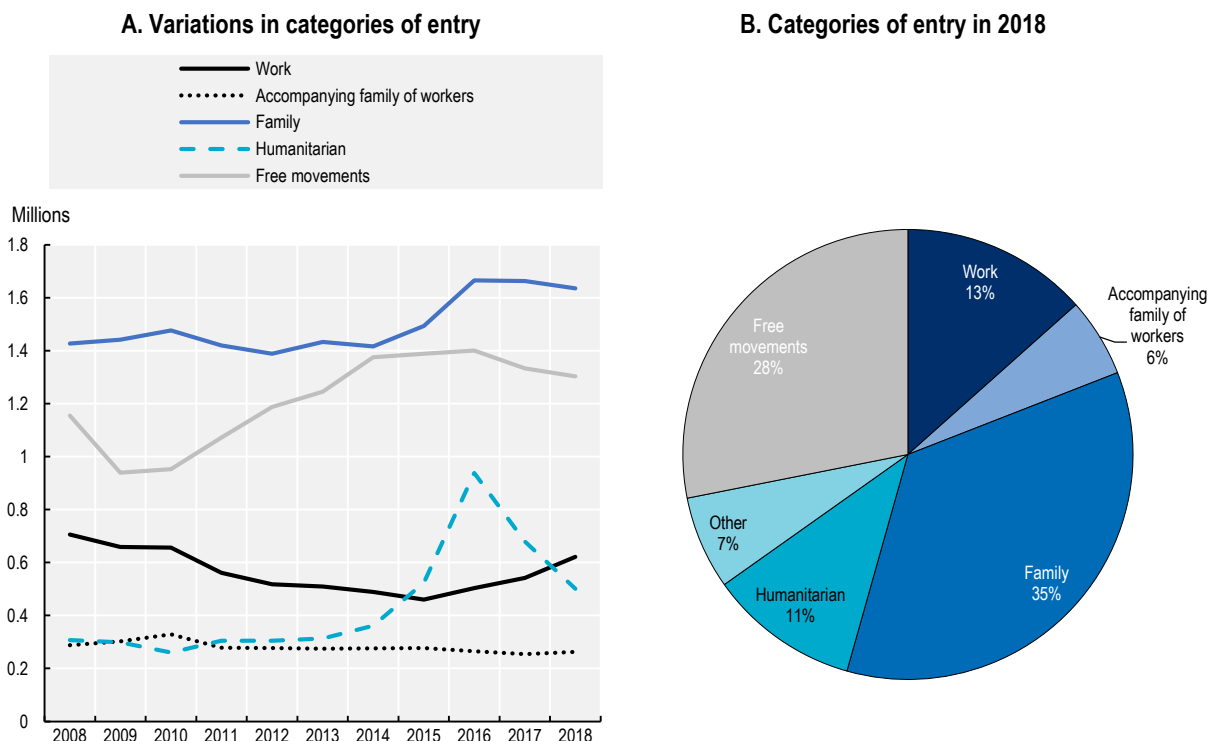 A. Variations in categories of entry
Work
Accompanying family of workers
Family
Humanitarian
Free movements
Millions
1.8
1.6
1.4
1.2
1
0.8
0.6
0.4
0.2
0
2008 2009 2010 2011 2012 2013 2014 2015 2016 2017 2018
B. Categories of entry in 2018
Work
13%
Accompanying
family of
workers
6%
Family
35%
Humanitarian
11%
Other
7%
Free
movements
28%